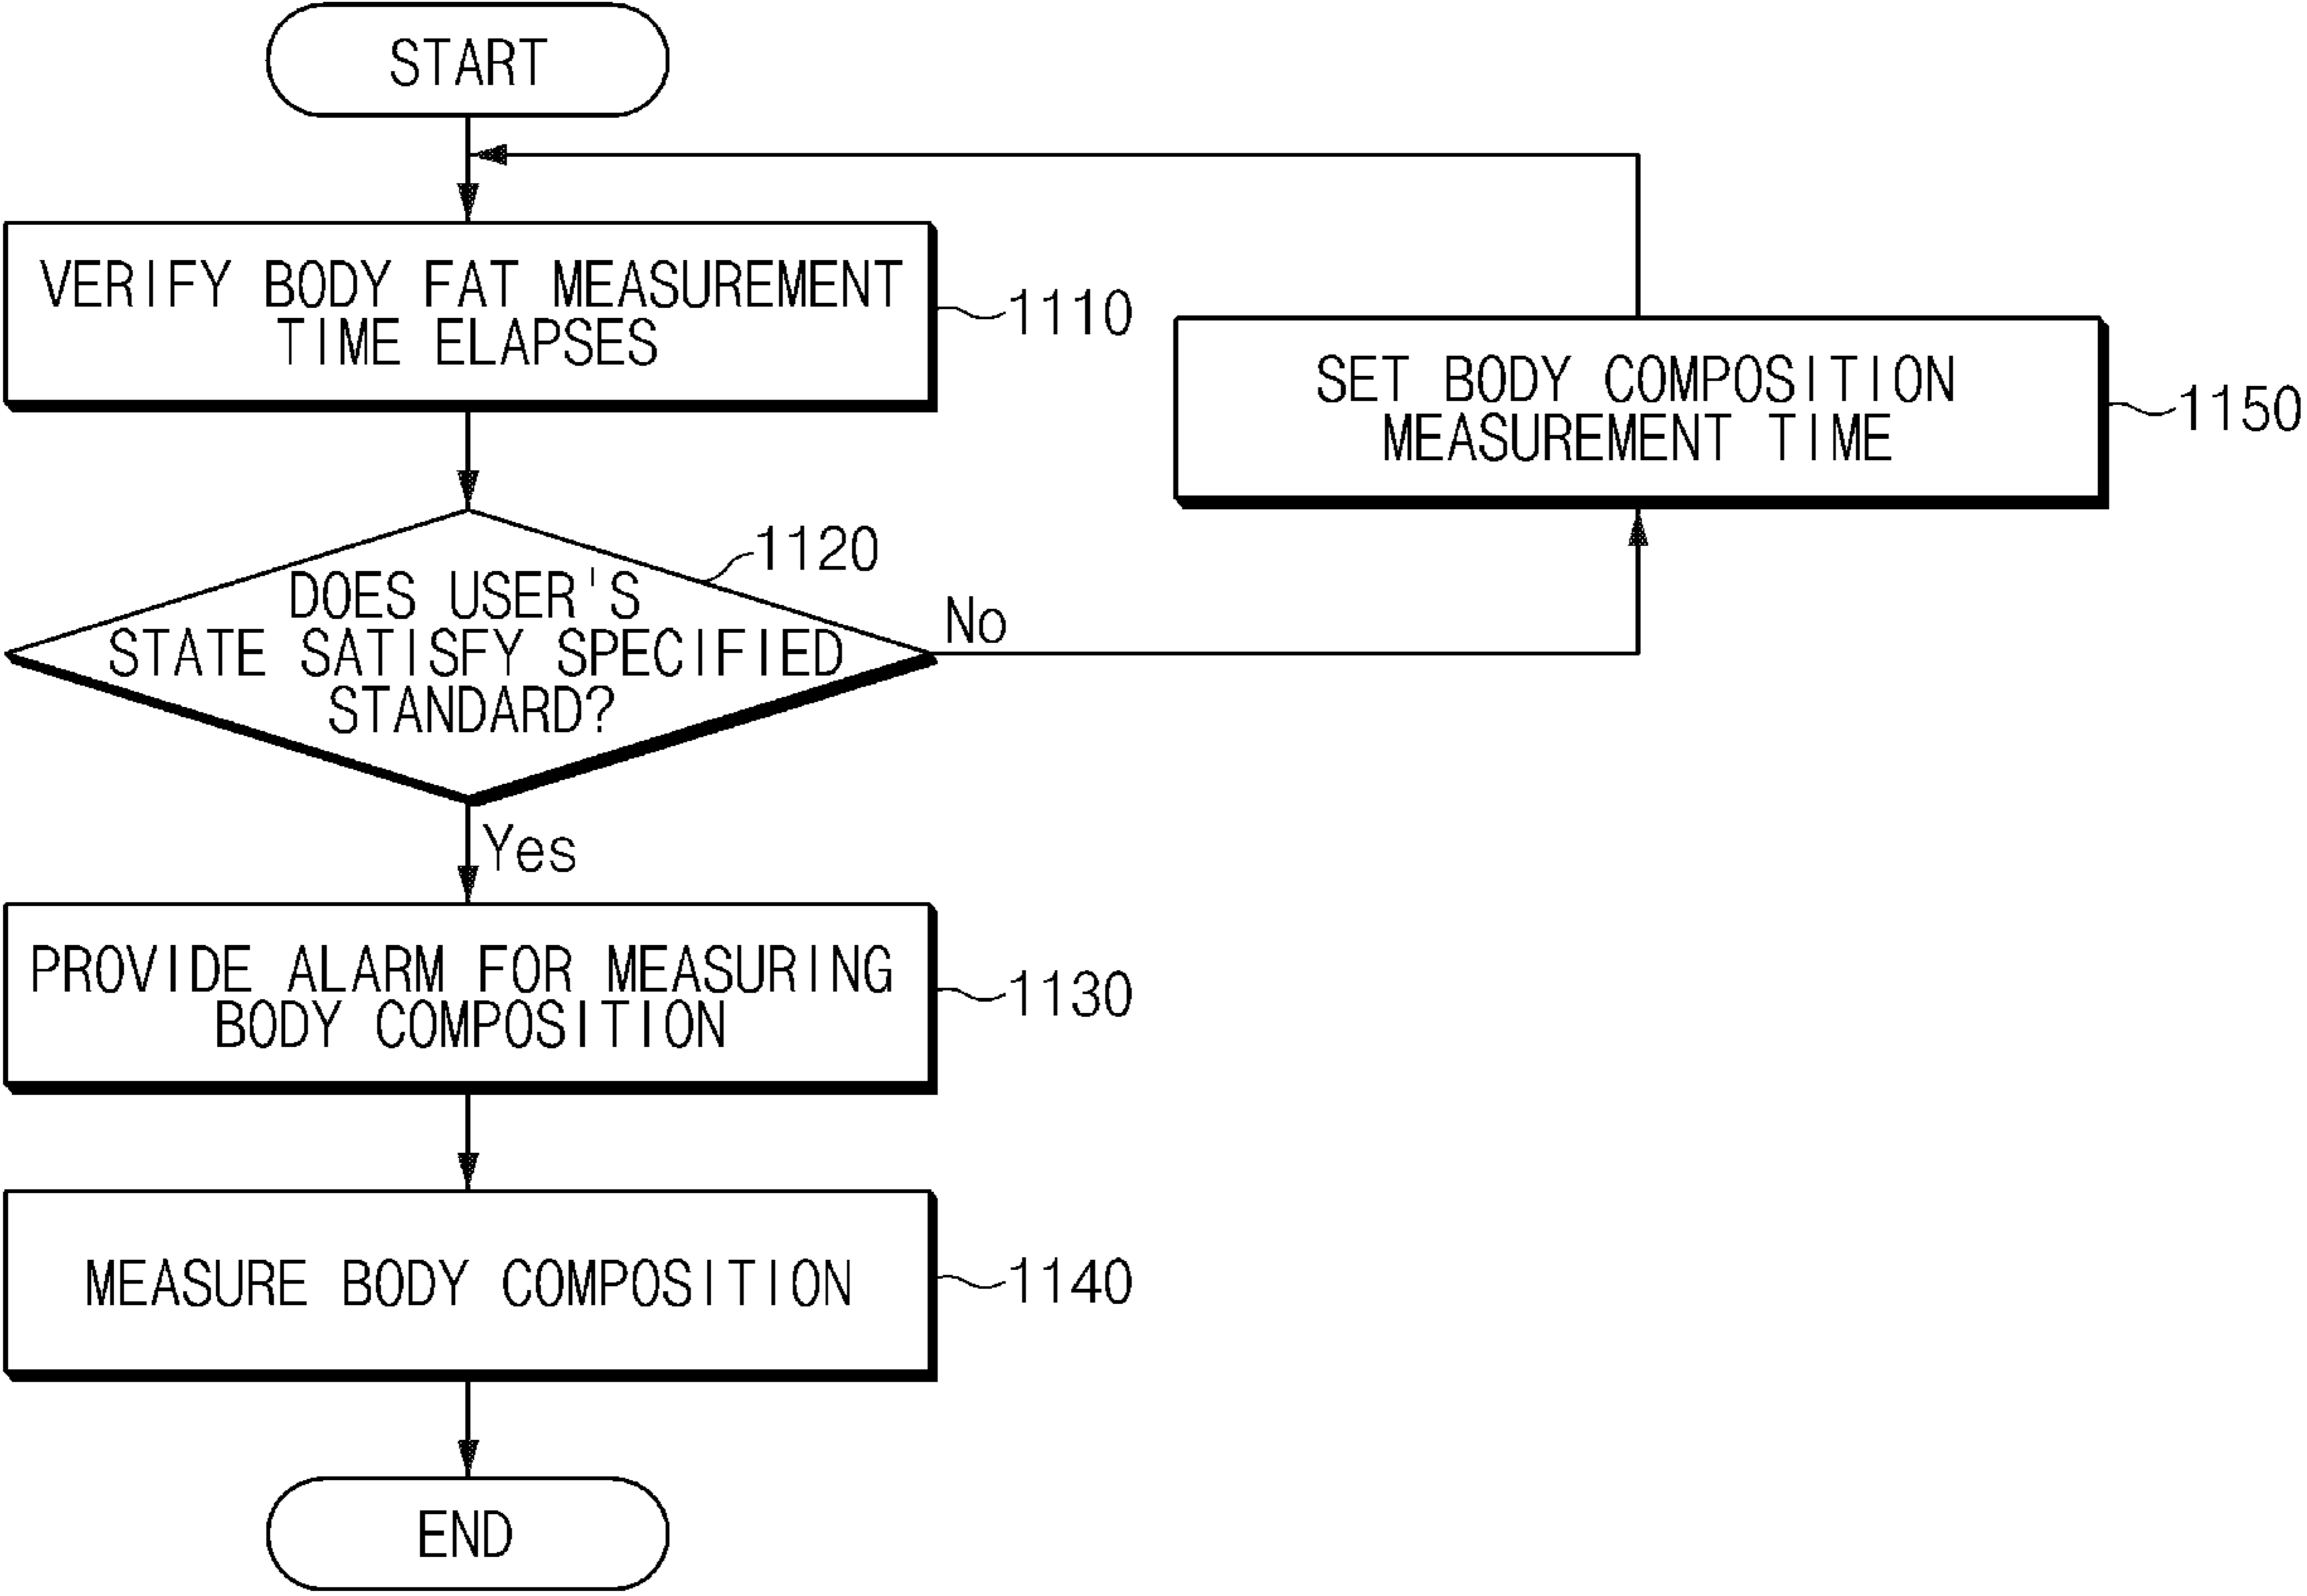 START
VERIFY BODY FAT MEASUREMENT
TIME ELAPSES
1110
SET BODY COMPOSITION
MEASUREMENT TIME
1150
1120
DOES USER'S
STATE SATISFY SPECIFIED
STANDARD?
No
Yes
PROVIDE ALARM FOR MEASURING
BODY COMPOSITION
1130
MEASURE BODY COMPOSITION
1140
END